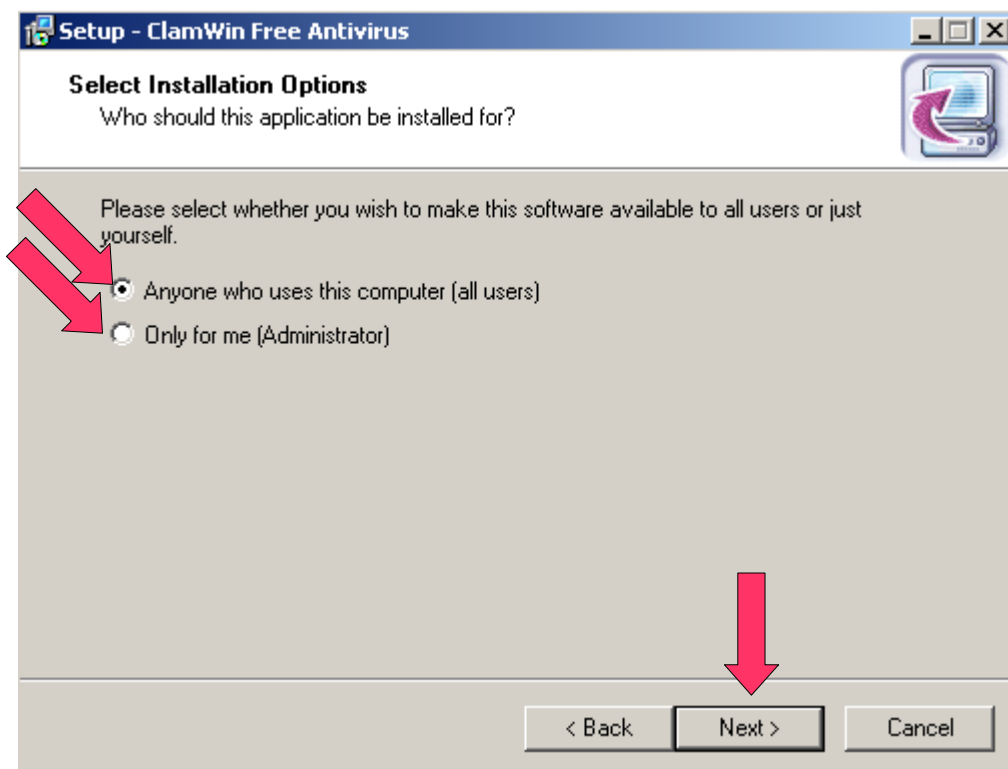 Setup - ClamWin Free Antivirus
Select Installation Options
Who should this application be installed for?
Please select whether you wish to make this software available to all users or just
yourself.
Anyone who uses this computer (all users)
Only for me (Administrator)
< Back Next > Cancel